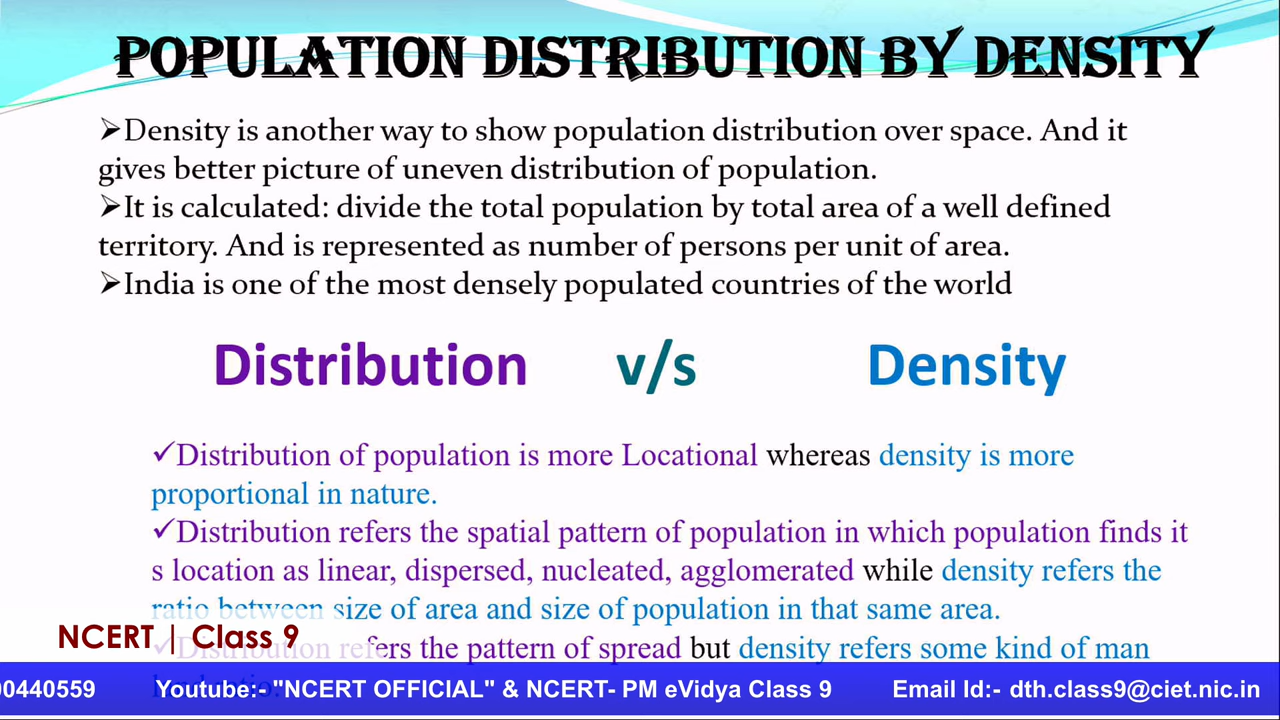 POPULATION DISTRIBUTION BY DENSITY
➢Density is another way to show population distribution over space. And it
gives better picture of uneven distribution of population.
➢It is calculated: divide the total population by total area of a well defined
territory. And is represented as number of persons per unit of area.
➢India is one of the most densely populated countries of the world
Distribution v/s Density
✓Distribution of population is more Locational whereas density is more
proportional in nature.
✓Distribution refers the spatial pattern of population in which population finds it
s location as linear, dispersed, nucleated, agglomerated while density refers the
ratio between size of area and size of population in that same area.
✓Distribution refers the pattern of spread but density refers some kind of man
NCERT | Class 9
00440559 Youtube:- "NCERT OFFICIAL" & NCERT- PM eVidya Class 9 Email Id:- dth.class9@ciet.nic.in